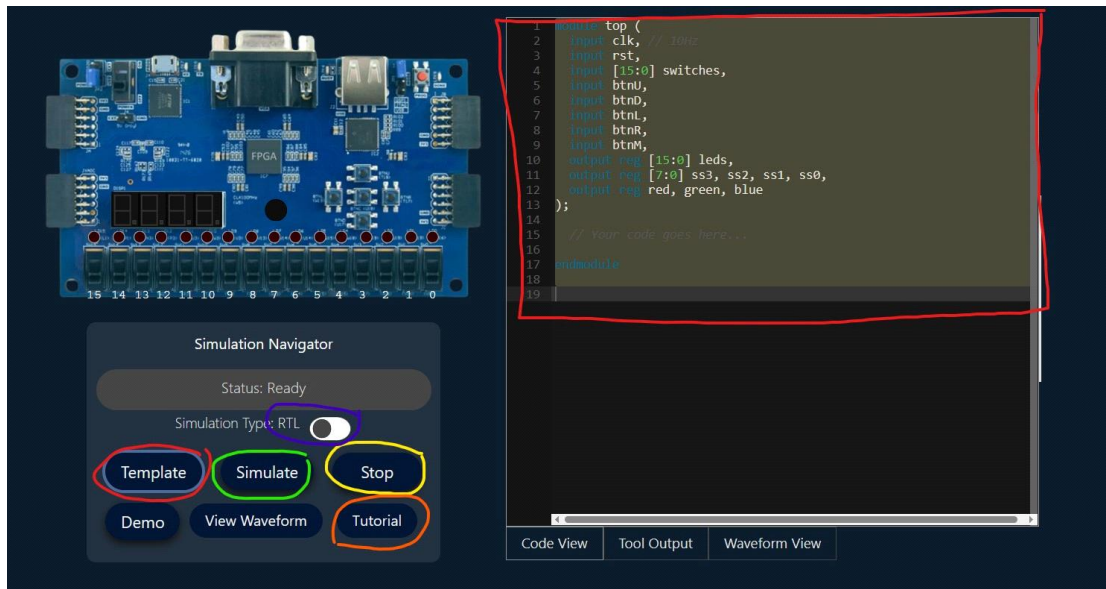 FPGA
15 14 13 12 11 10 9 8 7 6 5 4 3 2 1 0
Simulation Navigator
Status: Ready
Simulation Type: RTL
Template
Simulate
Stop
Demo
View Waveform
Tutorial
1 module top (
2 input clk, // 10Hz
3 input rst,
4 input [15:0] switches,
5 input btnU,
6 input btnD,
7 input btnL,
8 input btnR,
9 input btnM,
10 output reg [15:0] leds,
11 output reg [7:0] ss3, ss2, ss1, ss0,
12 output reg red, green, blue
13 );
14
15 // Your code goes here...
16
17 endmodule
18
19
Code View
Tool Output
Waveform View